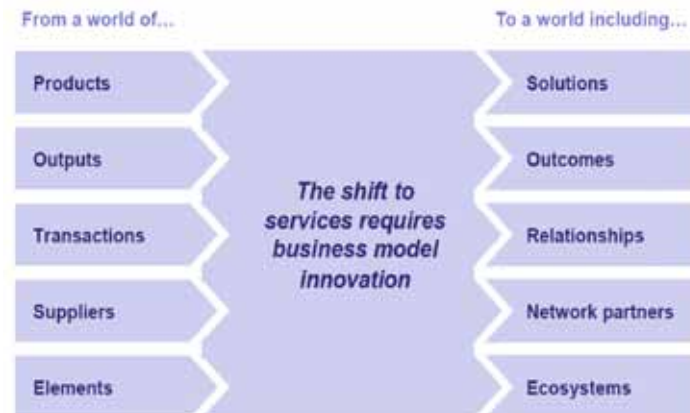 From a world of...
To a world including...
Products
Solutions
Outputs
Outcomes
The shift to
services requires
business model
innovation
Transactions
Relationships
Suppliers
Network partners
Elements
Ecosystems